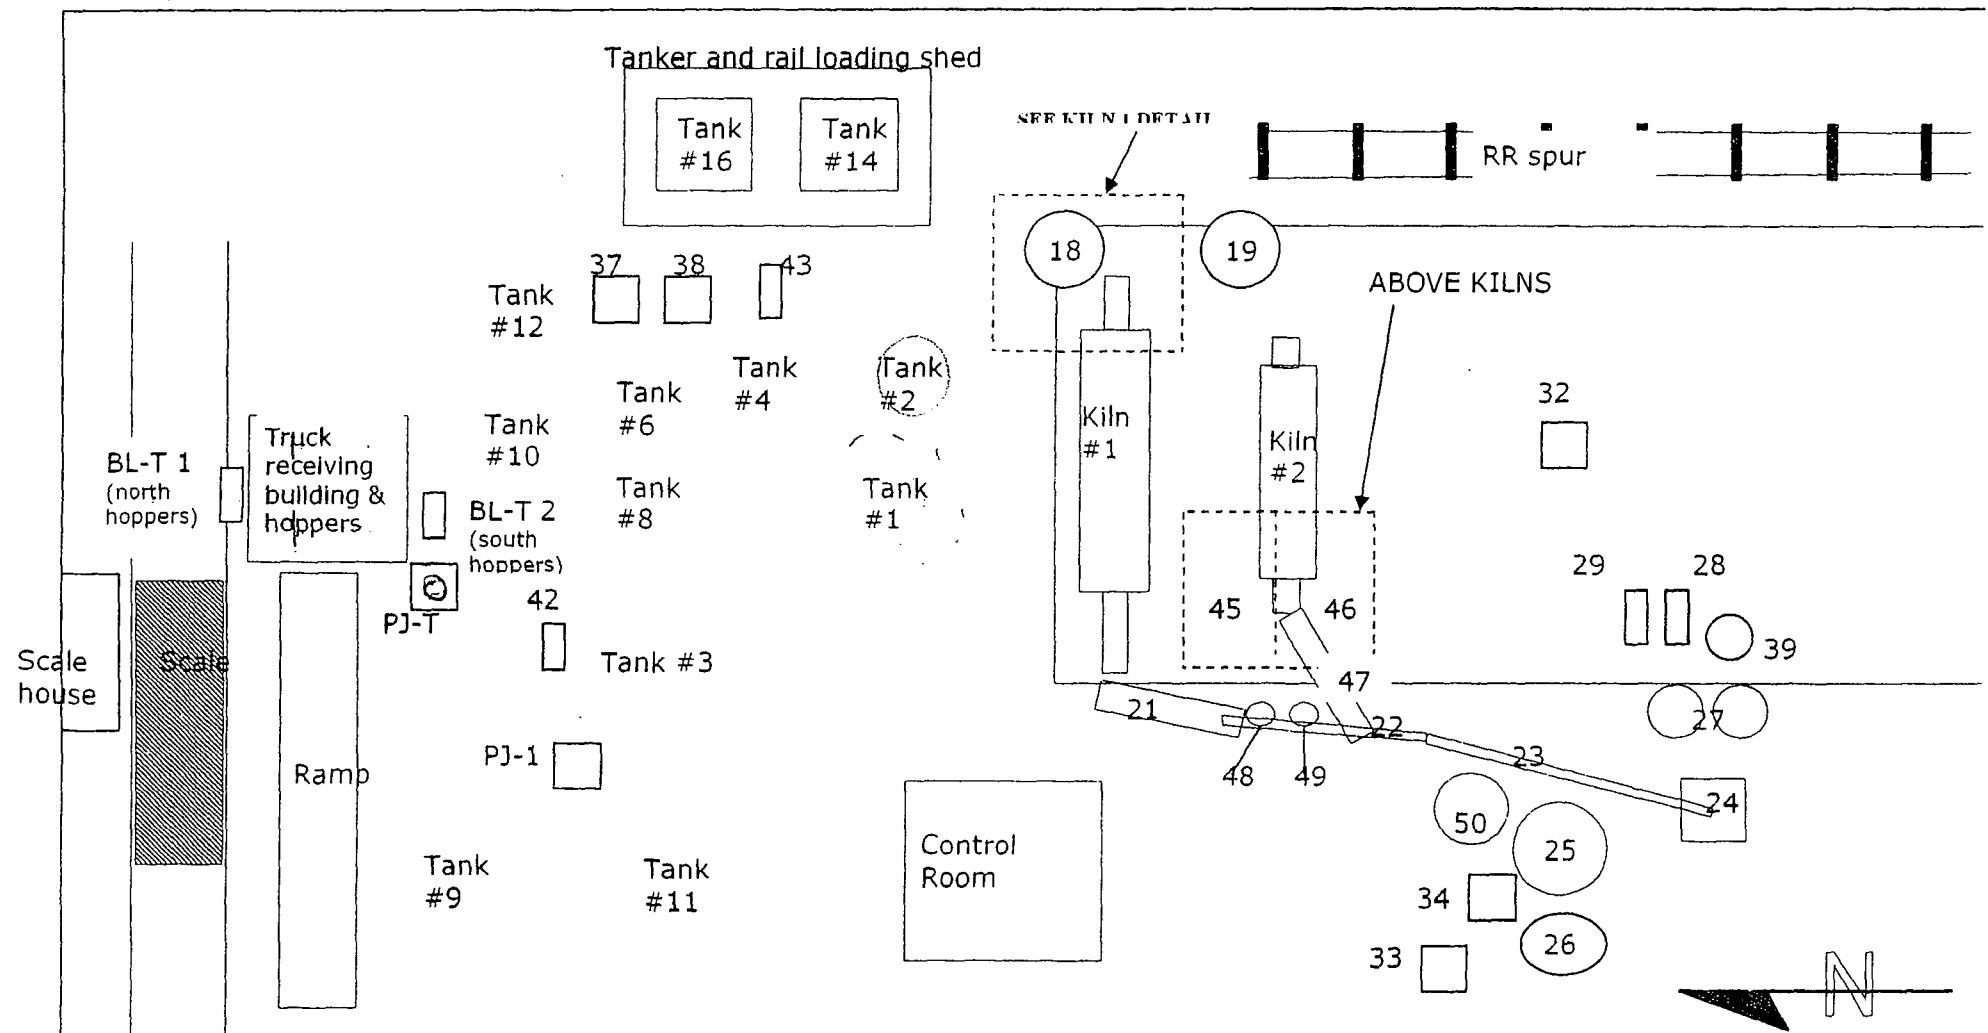 Tanker and rail loading shed
Tank
#16
Tank
#14
SEE KILN 1 DETAIL
RR spur
18
19
ABOVE KILNS
37
38
43
Tank
#12
Tank
#4
Tank
#2
Tank
#6
Tank
#10
Tank
#8
Tank
#1
Kiln
#1
Kiln
#2
32
BL-T 1
(north
hoppers)
Truck
receiving
building &
hoppers
BL-T 2
(south
hoppers)
PJ-T
42
Tank #3
45
46
47
29
28
39
Scale
house
Scale
Ramp
PJ-1
21
22
23
24
27
48
49
50
25
26
34
33
Tank
#9
Tank
#11
Control
Room
N